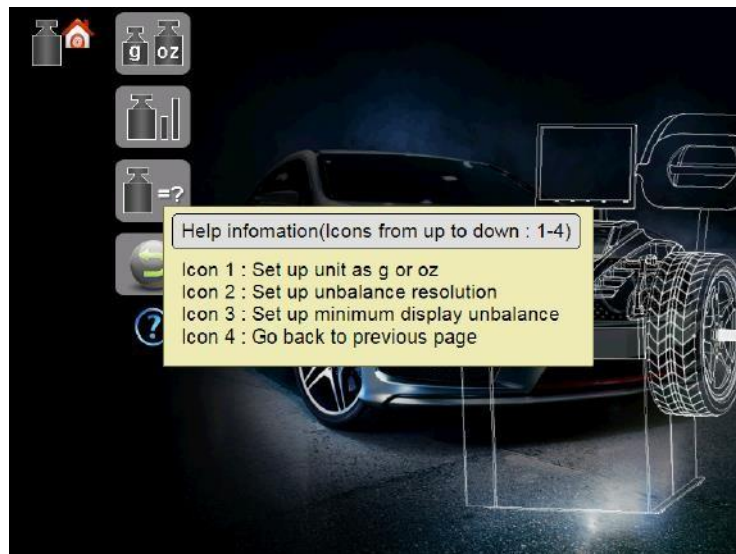 g oz
=?
Help infomation(Icons from up to down : 1-4)
Icon 1 : Set up unit as g or oz
Icon 2 : Set up unbalance resolution
Icon 3 : Set up minimum display unbalance
Icon 4 : Go back to previous page
?